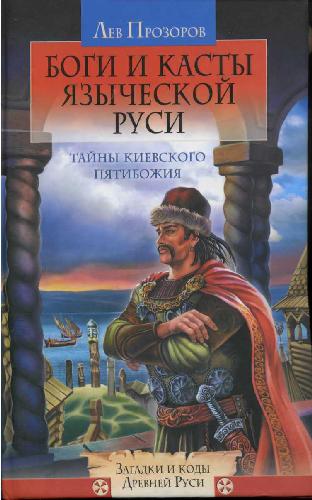 Лев Прозоров
БОГИ И КАСТЫ
ЯЗЫЧЕСКОЙ
РУСИ
ТАЙНЫ КИЕВСКОГО
ПЯТИБОЖИЯ
Загадки и коды
Древней Руси